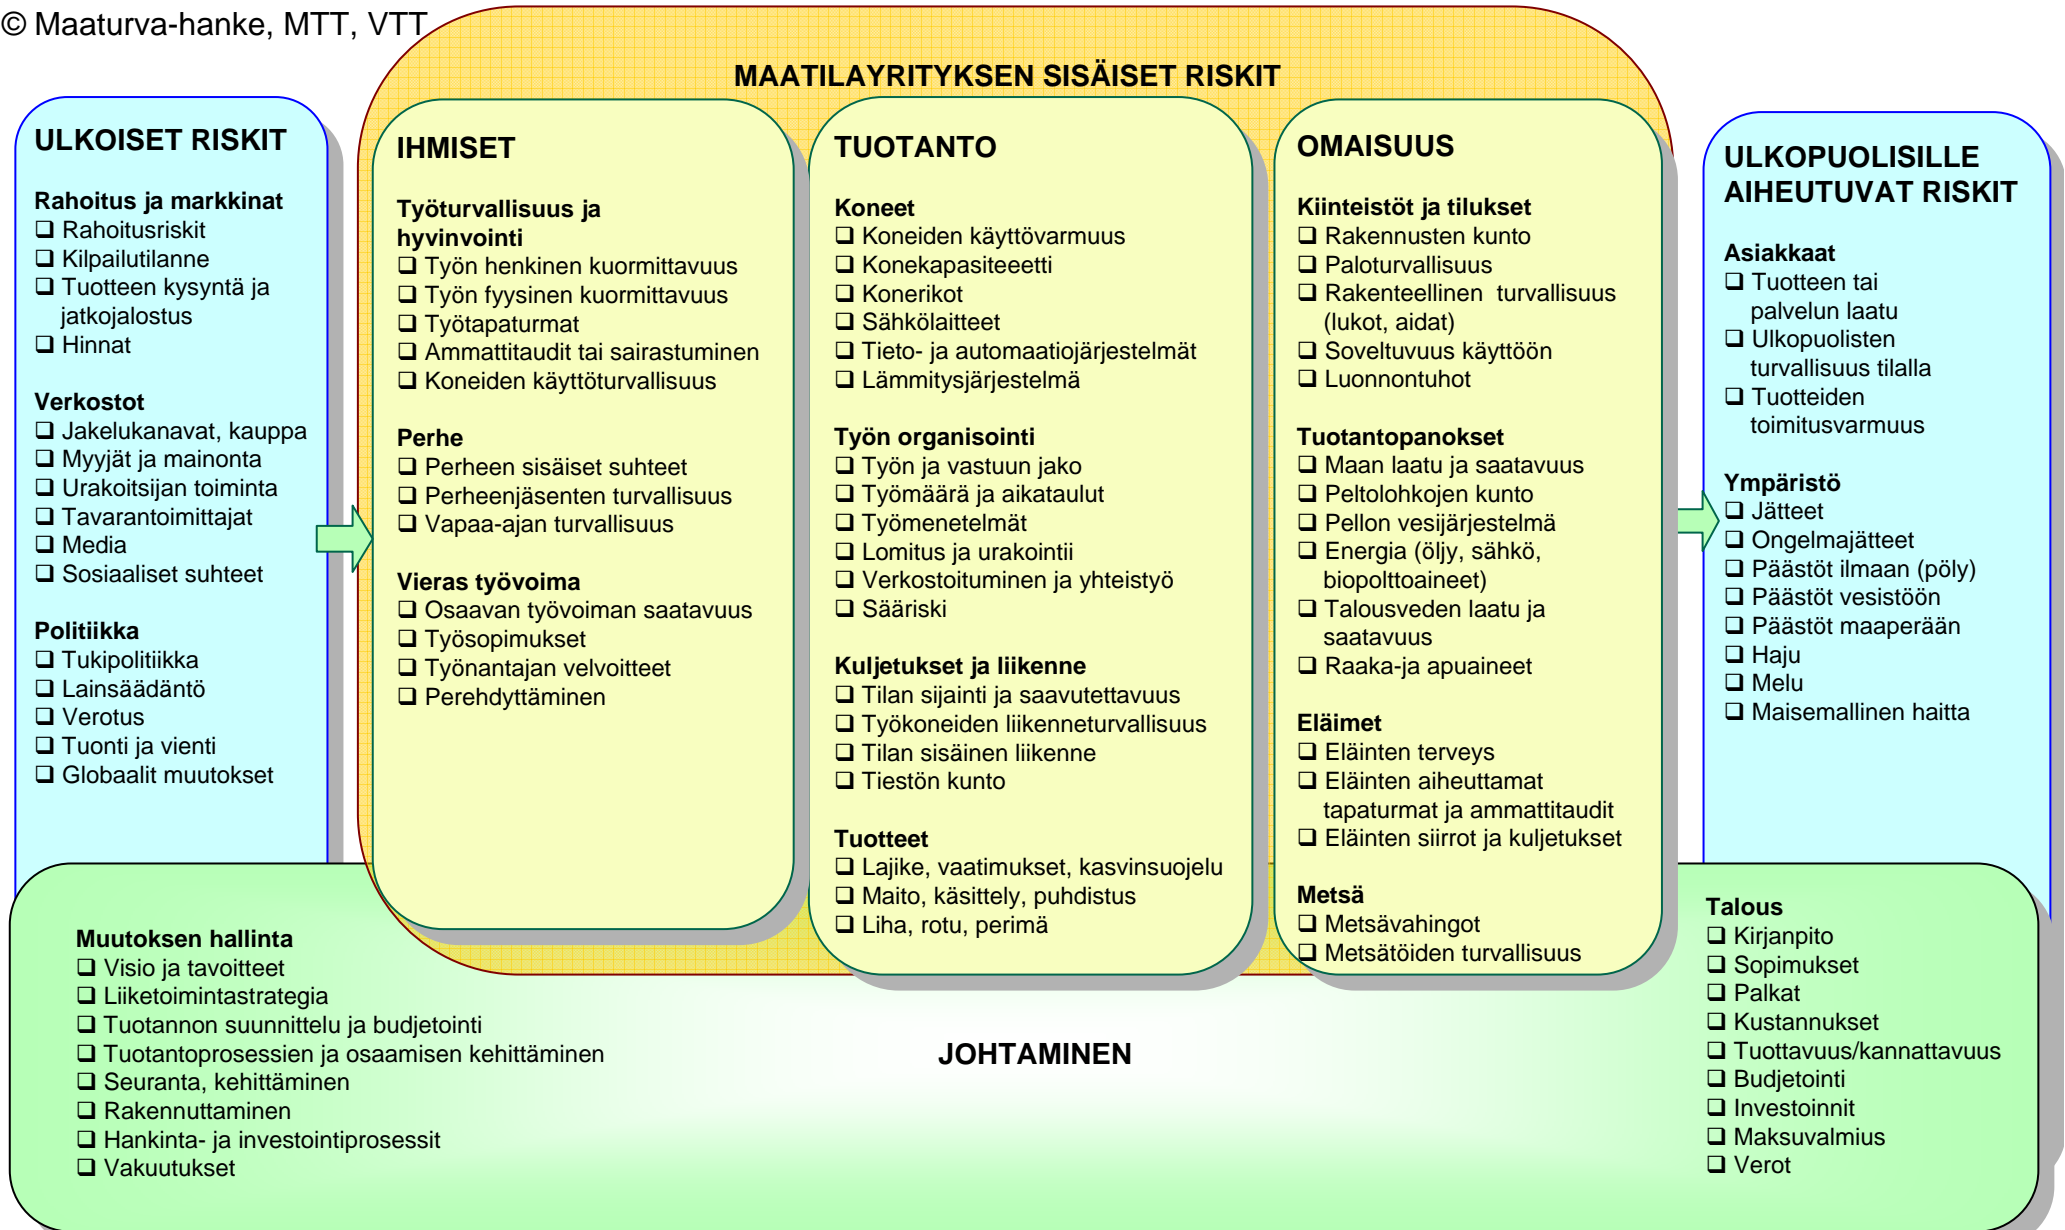 © Maaturva-hanke, MTT, VTT
MAATILAYRITYKSEN SISÄISET RISKIT
ULKOISET RISKIT
Rahoitus ja markkinat
❑ Rahoitusriskit
❑ Kilpailutilanne
❑ Tuotteen kysyntä ja
jatkojalostus
❑ Hinnat
Verkostot
❑ Jakelukanavat, kauppa
❑ Myyjät ja mainonta
❑ Urakoitsijan toiminta
❑ Tavarantoimittajat
❑ Media
❑ Sosiaaliset suhteet
Politiikka
❑ Tukipolitiikka
❑ Lainsäädäntö
❑ Verotus
❑ Tuonti ja vienti
❑ Globaalit muutokset
IHMISET
Työturvallisuus ja
hyvinvointi
❑ Työn henkinen kuormittavuus
❑ Työn fyysinen kuormittavuus
❑ Työtapaturmat
❑ Ammattitaudit tai sairastuminen
❑ Koneiden käyttöturvallisuus
Perhe
❑ Perheen sisäiset suhteet
❑ Perheenjäsenten turvallisuus
❑ Vapaa-ajan turvallisuus
Vieras työvoima
❑ Osaavan työvoiman saatavuus
❑ Työsopimukset
❑ Työnantajan velvoitteet
❑ Perehdyttäminen
TUOTANTO
Koneet
❑ Koneiden käyttövarmuus
❑ Konekapasiteeetti
❑ Konerikot
❑ Sähkölaitteet
❑ Tieto- ja automaatiojärjestelmät
❑ Lämmitysjärjestelmä
Työn organisointi
❑ Työn ja vastuun jako
❑ Työmäärä ja aikataulut
❑ Työmenetelmät
❑ Lomitus ja urakointii
❑ Verkostoituminen ja yhteistyö
❑ Sääriski
Kuljetukset ja liikenne
❑ Tilan sijainti ja saavutettavuus
❑ Työkoneiden liikenneturvallisuus
❑ Tilan sisäinen liikenne
❑ Tiestön kunto
Tuotteet
❑ Lajike, vaatimukset, kasvinsuojelu
❑ Maito, käsittely, puhdistus
❑ Liha, rotu, perimä
OMAISUUS
Kiinteistöt ja tilukset
❑ Rakennusten kunto
❑ Paloturvallisuus
❑ Rakenteellinen turvallisuus
(lukot, aidat)
❑ Soveltuvuus käyttöön
❑ Luonnontuhot
Tuotantopanokset
❑ Maan laatu ja saatavuus
❑ Peltolohkojen kunto
❑ Pellon vesijärjestelmä
❑ Energia (öljy, sähkö,
biopolttoaineet)
❑ Talousveden laatu ja
saatavuus
❑ Raaka-ja apuaineet
Eläimet
❑ Eläinten terveys
❑ Eläinten aiheuttamat
tapaturmat ja ammattitaudit
❑ Eläinten siirrot ja kuljetukset
Metsä
❑ Metsävahingot
❑ Metsätöiden turvallisuus
ULKOPUOLISILLE
AIHEUTUVAT RISKIT
Asiakkaat
❑ Tuotteen tai
palvelun laatu
❑ Ulkopuolisten
turvallisuus tilalla
❑ Tuotteiden
toimitusvarmuus
Ympäristö
❑ Jätteet
❑ Ongelmajätteet
❑ Päästöt ilmaan (pöly)
❑ Päästöt vesistöön
❑ Päästöt maaperään
❑ Haju
❑ Melu
❑ Maisemallinen haitta
Muutoksen hallinta
❑ Visio ja tavoitteet
❑ Liiketoimintastrategia
❑ Tuotannon suunnittelu ja budjetointi
❑ Tuotantoprosessien ja osaamisen kehittäminen
❑ Seuranta, kehittäminen
❑ Rakennuttaminen
❑ Hankinta- ja investointiprosessit
❑ Vakuutukset
JOHTAMINEN
Talous
❑ Kirjanpito
❑ Sopimukset
❑ Palkat
❑ Kustannukset
❑ Tuottavuus/kannattavuus
❑ Budjetointi
❑ Investoinnit
❑ Maksuvalmius
❑ Verot